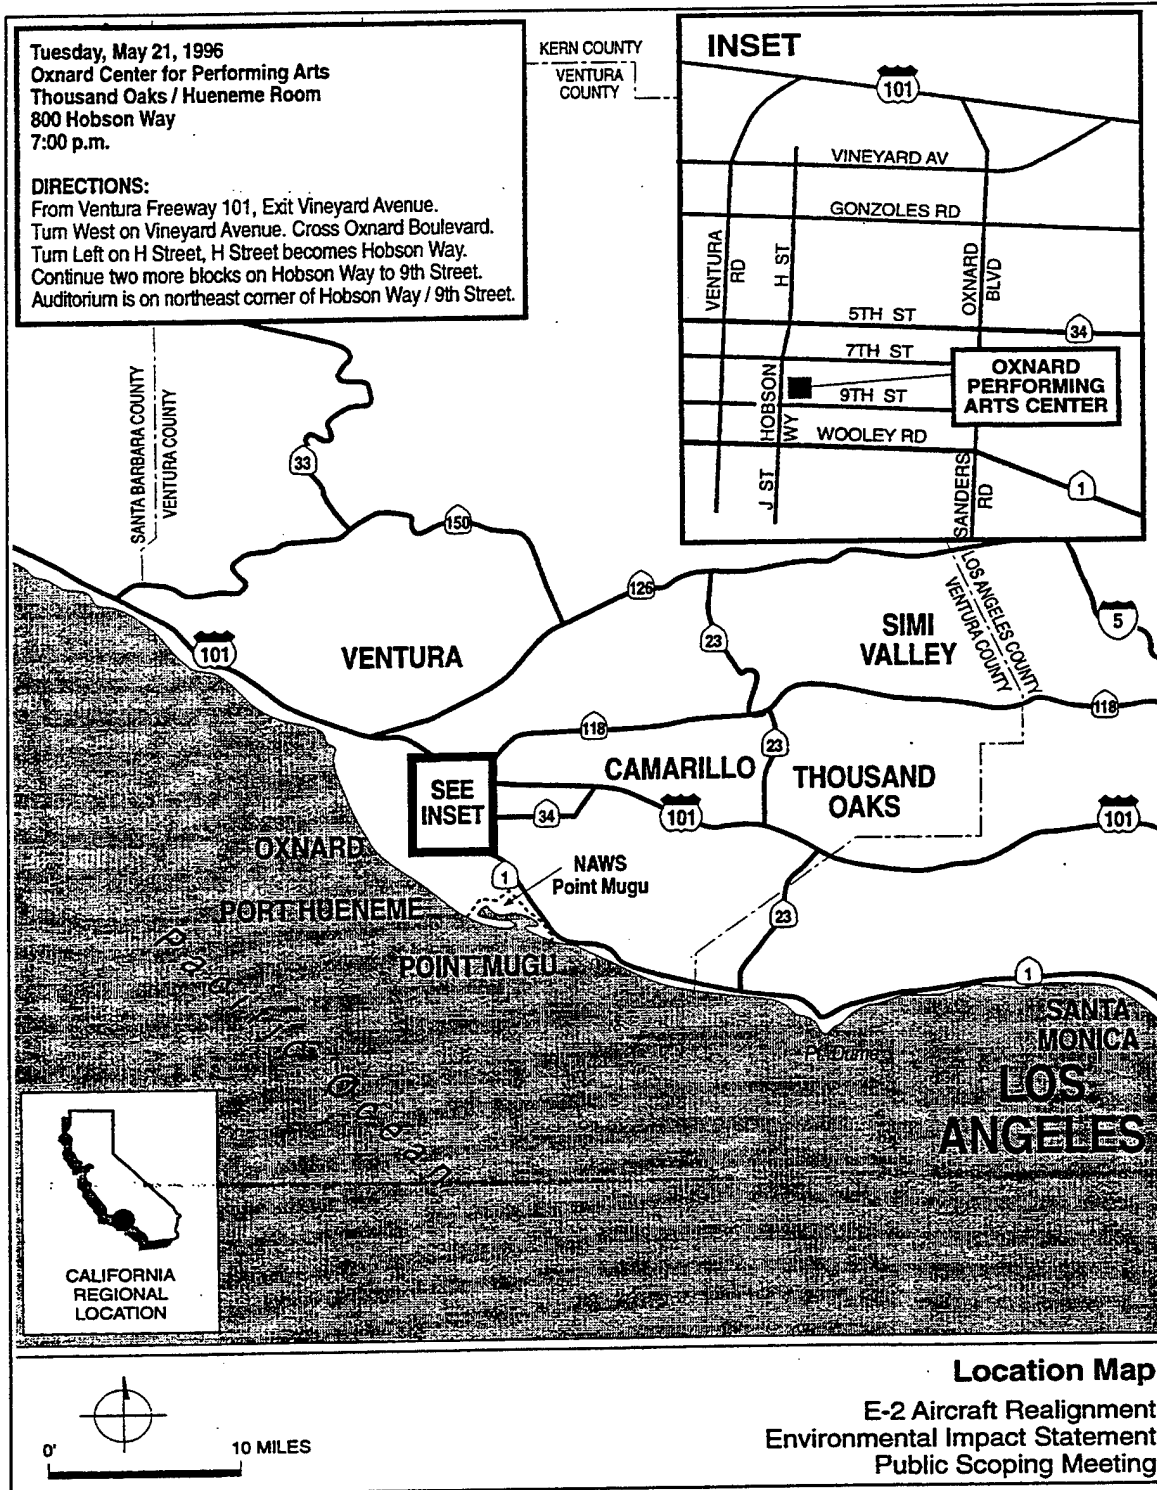 Tuesday, May 21, 1996
Oxnard Center for Performing Arts
Thousand Oaks / Hueneme Room
800 Hobson Way
7:00 p.m.
DIRECTIONS:
From Ventura Freeway 101, Exit Vineyard Avenue.
Turn West on Vineyard Avenue. Cross Oxnard Boulevard.
Turn Left on H Street, H Street becomes Hobson Way.
Continue two more blocks on Hobson Way to 9th Street.
Auditorium is on northeast corner of Hobson Way / 9th Street.
KERN COUNTY
VENTURA
COUNTY
INSET
101
VINEYARD AV
GONZOLES RD
VENTURA
RD
H ST
OXNARD
BLVD
5TH ST
34
7TH ST
OXNARD
PERFORMING
ARTS CENTER
HOBSON
WY
9TH ST
WOOLEY RD
J ST
SANDERS
RD
1
SANTA BARBARA COUNTY
VENTURA COUNTY
33
150
126
LOS ANGELES COUNTY
VENTURA COUNTY
5
101
VENTURA
23
SIMI
VALLEY
118
118
23
CAMARILLO
THOUSAND
OAKS
SEE
INSET
34
101
101
OXNARD
1
NAWS
Point Mugu
PORT HUENEME
23
POINT MUGU
Pacific Ocean
1
SANTA
MONICA
Pt. Dume
LOS
ANGELES
CALIFORNIA
REGIONAL
LOCATION
0'
10 MILES
Location Map
E-2 Aircraft Realignment
Environmental Impact Statement
Public Scoping Meeting